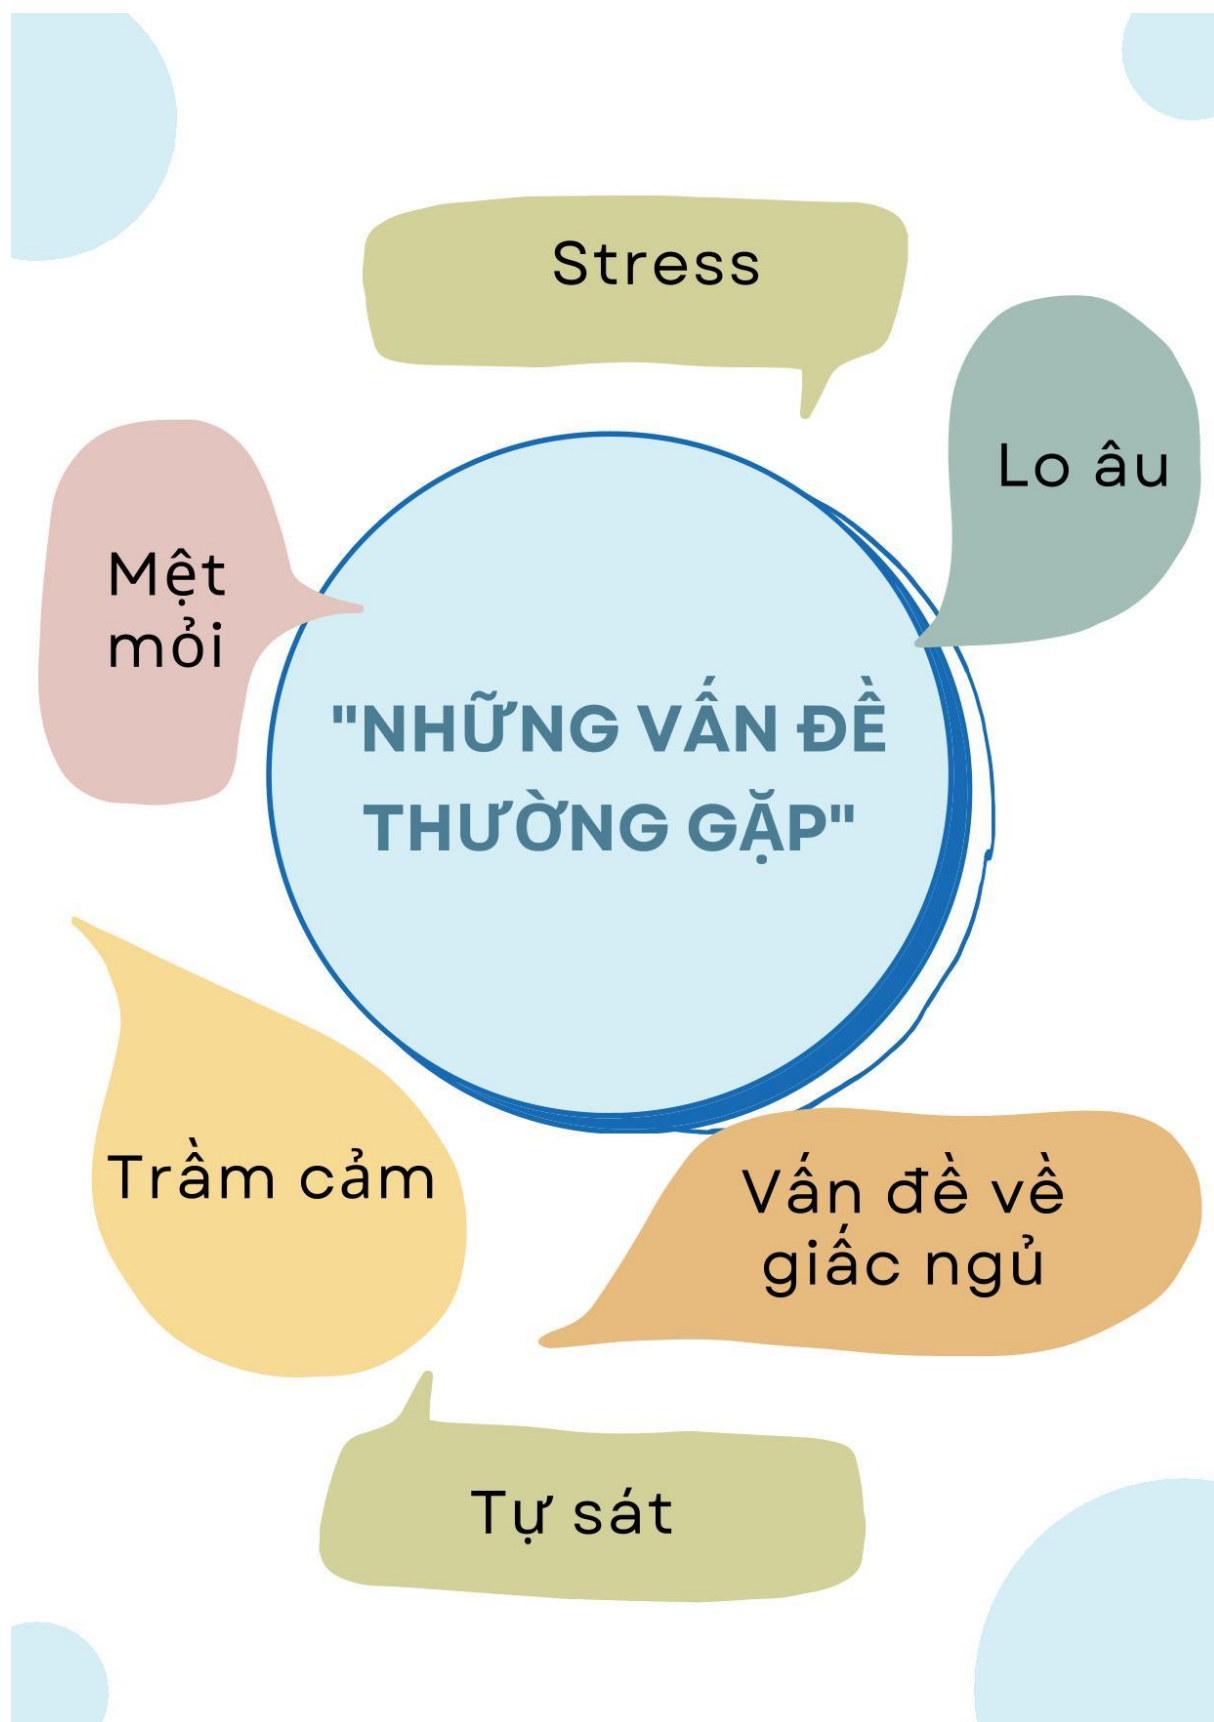 Stress
Lo âu
Mệt
mỏi
"NHỮNG VẤN ĐỀ
THƯỜNG GẶP"
Trầm cảm
Vấn đề về
giấc ngủ
Tự sát